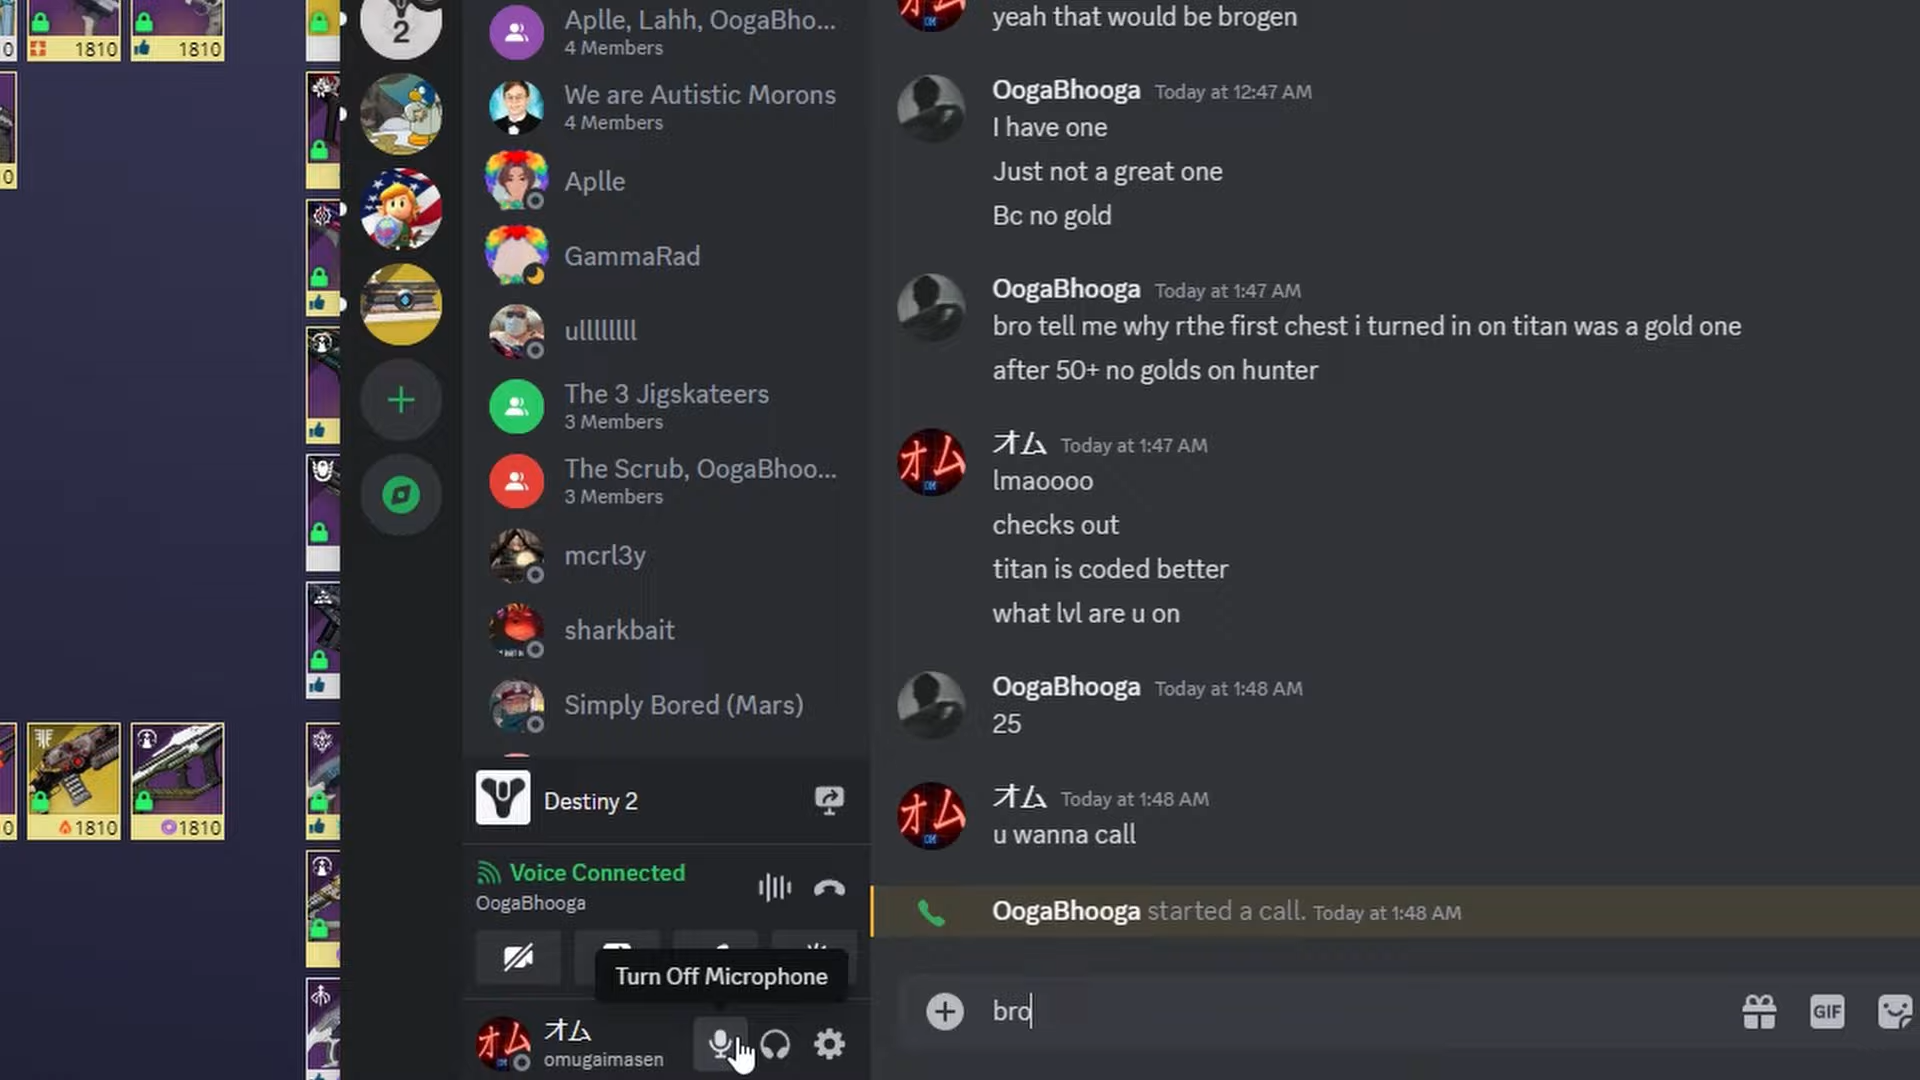 0
1810
1810
0
1810
1810
0
2
Aplle, Lahh, OogaBho...
4 Members
We are Autistic Morons
4 Members
Aplle
GammaRad
ullllllll
The 3 Jigskateers
3 Members
The Scrub, OogaBhoo...
3 Members
mcrl3y
sharkbait
Simply Bored (Mars)
Destiny 2
Voice Connected
OogaBhooga
Turn Off Microphone
オム
omugaimasen
yeah that would be brogen
OogaBhooga Today at 12:47 AM
I have one
Just not a great one
Bc no gold
OogaBhooga Today at 1:47 AM
bro tell me why rthe first chest i turned in on titan was a gold one
after 50+ no golds on hunter
オム Today at 1:47 AM
lmaoooo
checks out
titan is coded better
what lvl are u on
OogaBhooga Today at 1:48 AM
25
オム Today at 1:48 AM
u wanna call
OogaBhooga started a call. Today at 1:48 AM
bro
GIF